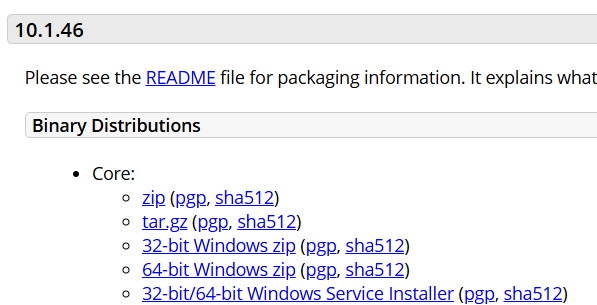 10.1.46
Please see the README file for packaging information. It explains what
Binary Distributions
• Core:
○ zip (pgp, sha512)
○ tar.gz (pgp, sha512)
○ 32-bit Windows zip (pgp, sha512)
○ 64-bit Windows zip (pgp, sha512)
○ 32-bit/64-bit Windows Service Installer (pgp, sha512)